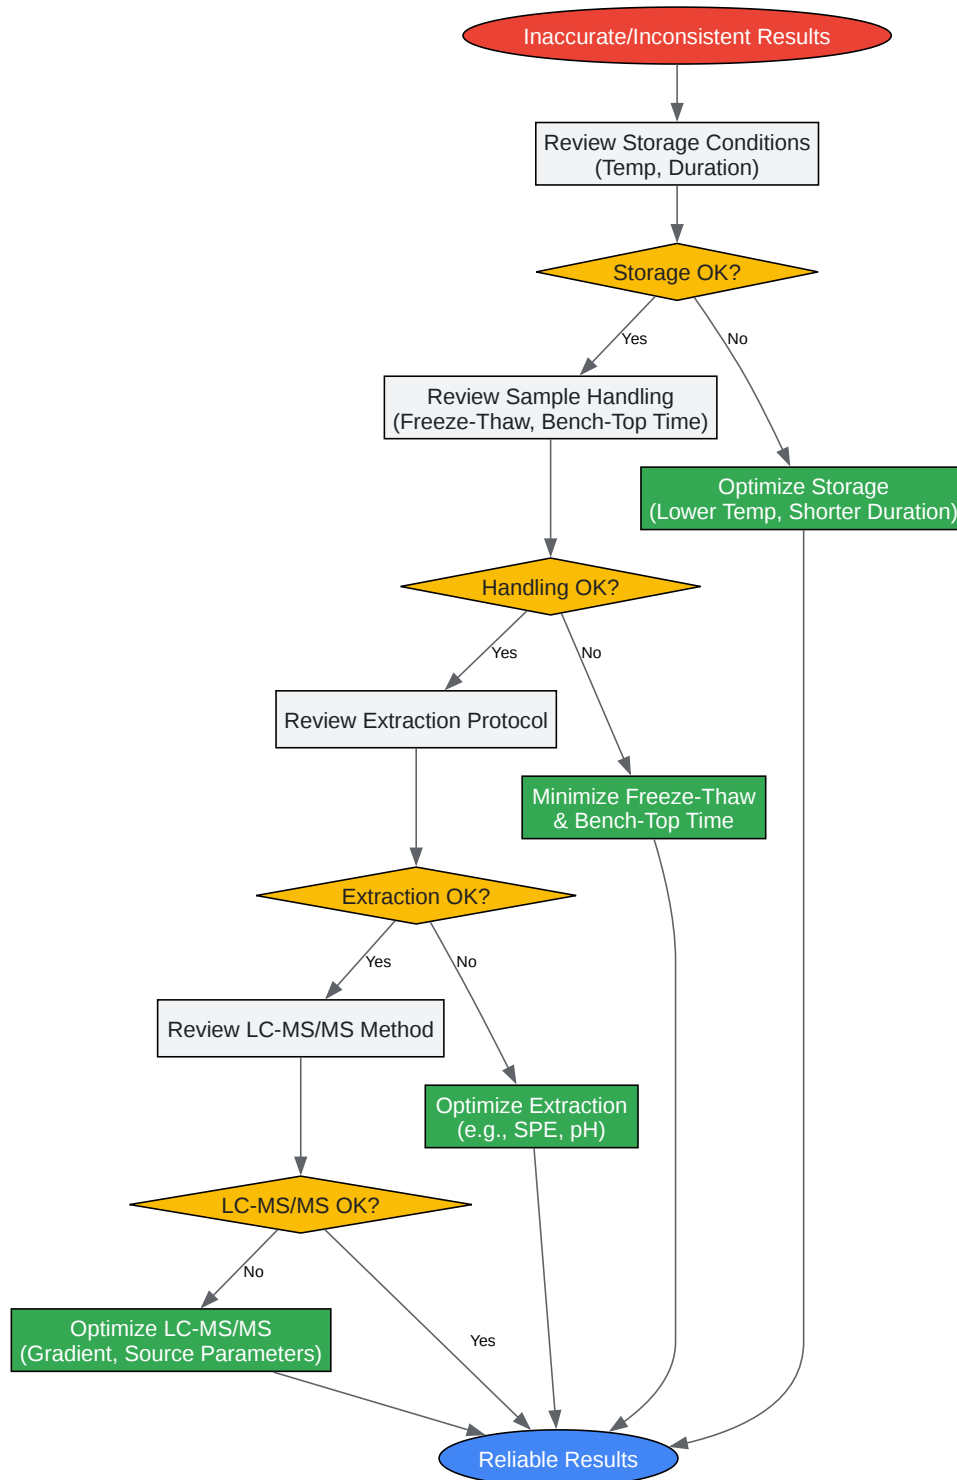 Inaccurate/Inconsistent Results
Review Storage Conditions
(Temp, Duration)
Storage OK?
Yes
No
Review Sample Handling
(Freeze-Thaw, Bench-Top Time)
Optimize Storage
(Lower Temp, Shorter Duration)
Handling OK?
Yes
No
Review Extraction Protocol
Minimize Freeze-Thaw
& Bench-Top Time
Extraction OK?
Yes
No
Review LC-MS/MS Method
Optimize Extraction
(e.g., SPE, pH)
LC-MS/MS OK?
No
Yes
Optimize LC-MS/MS
(Gradient, Source Parameters)
Reliable Results